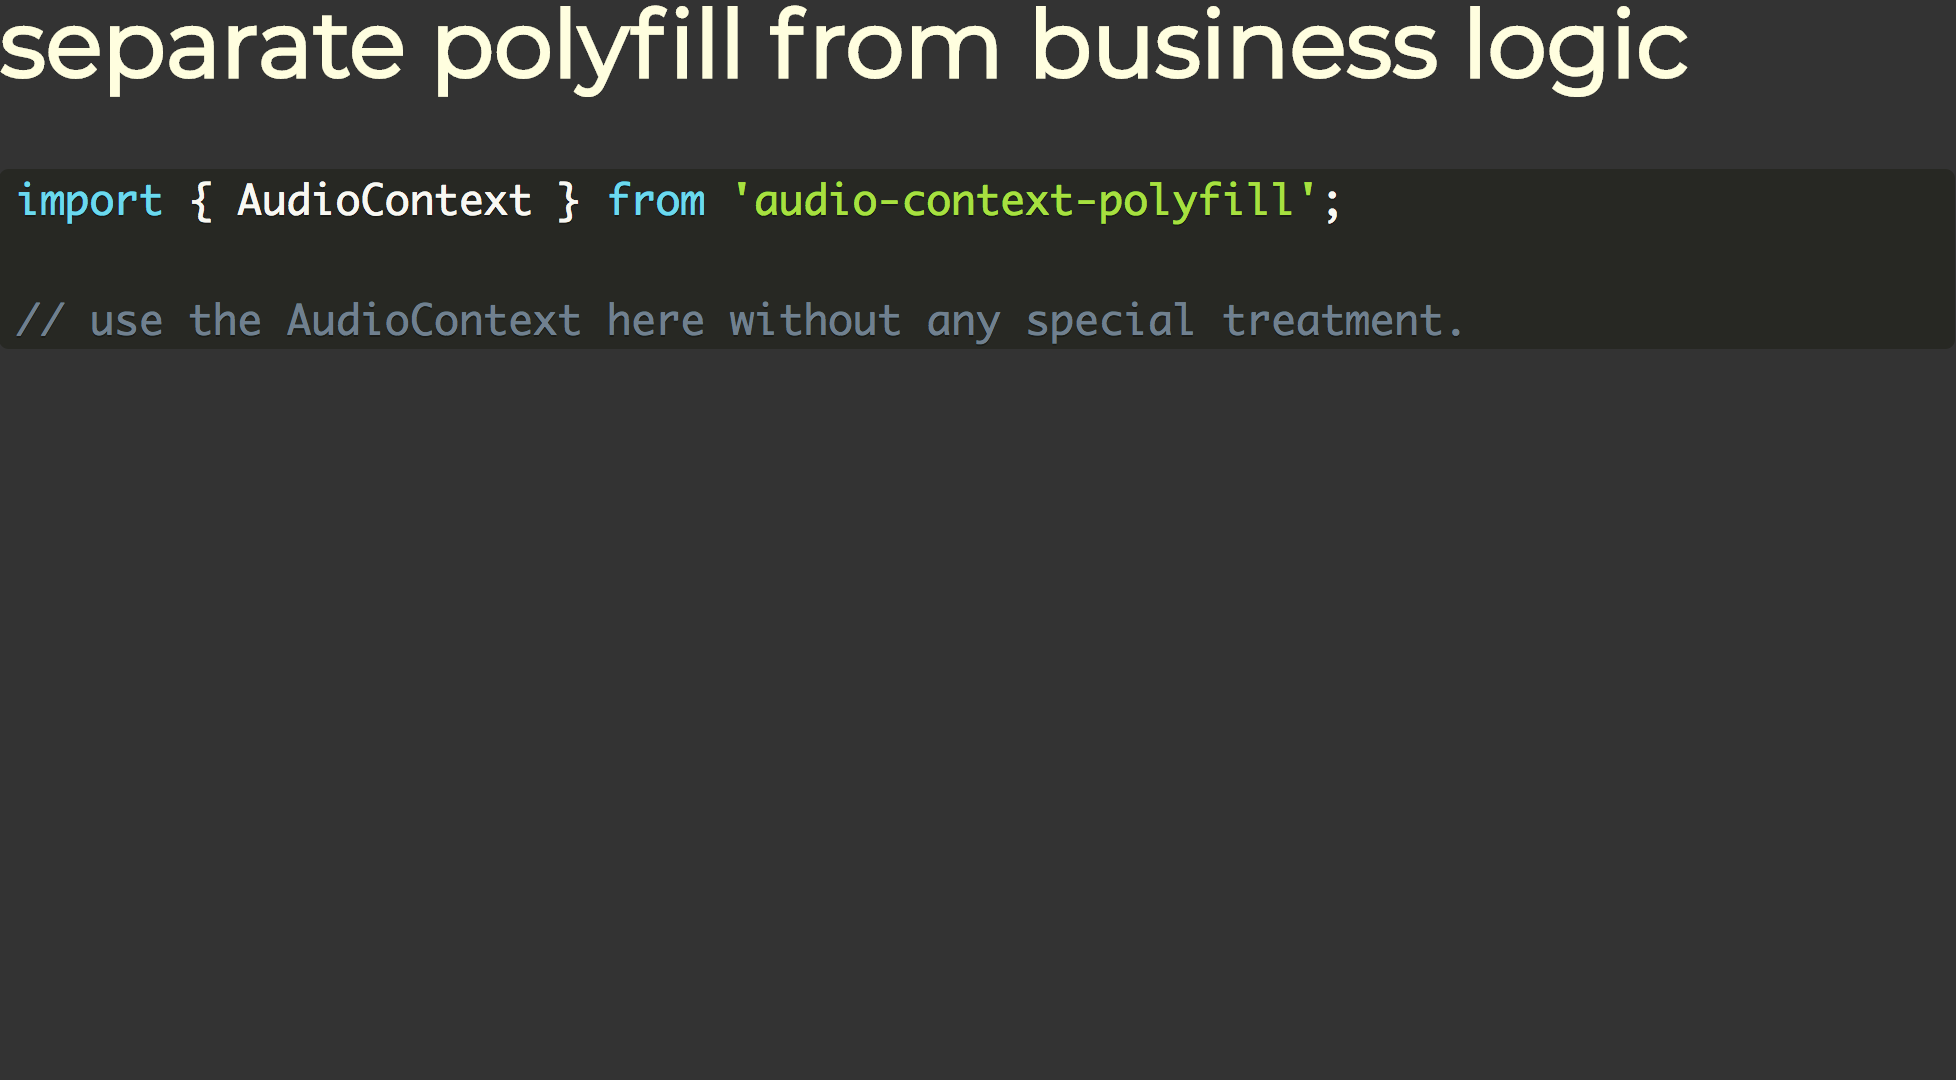 separate polyfill from business logic
import { AudioContext } from 'audio-context-polyfill';
// use the AudioContext here without any special treatment.